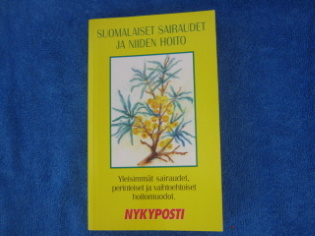 SUOMALAISET SAIRAUDET
JA NIIDEN HOITO
Yleisimmät sairaudet,
perinteiset ja vaihtoehtoiset
hoitomuodot.
NYKYPOSTI